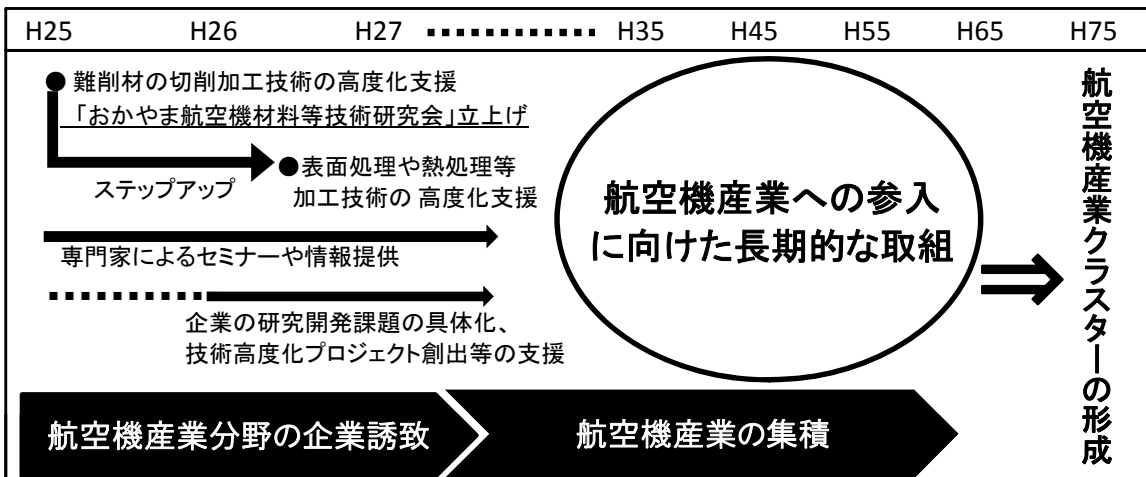 H25 H26 H27 H35 H45 H55 H65 H75
● 難削材の切削加工技術の高度化支援
「おかやま航空機材料等技術研究会」立上げ
ステップアップ
●表面処理や熱処理等
加工技術の 高度化支援
専門家によるセミナーや情報提供
企業の研究開発課題の具体化、
技術高度化プロジェクト創出等の支援
航空機産業への参入
に向けた長期的な取組
航空機産業クラスターの形成
航空機産業分野の企業誘致
航空機産業の集積